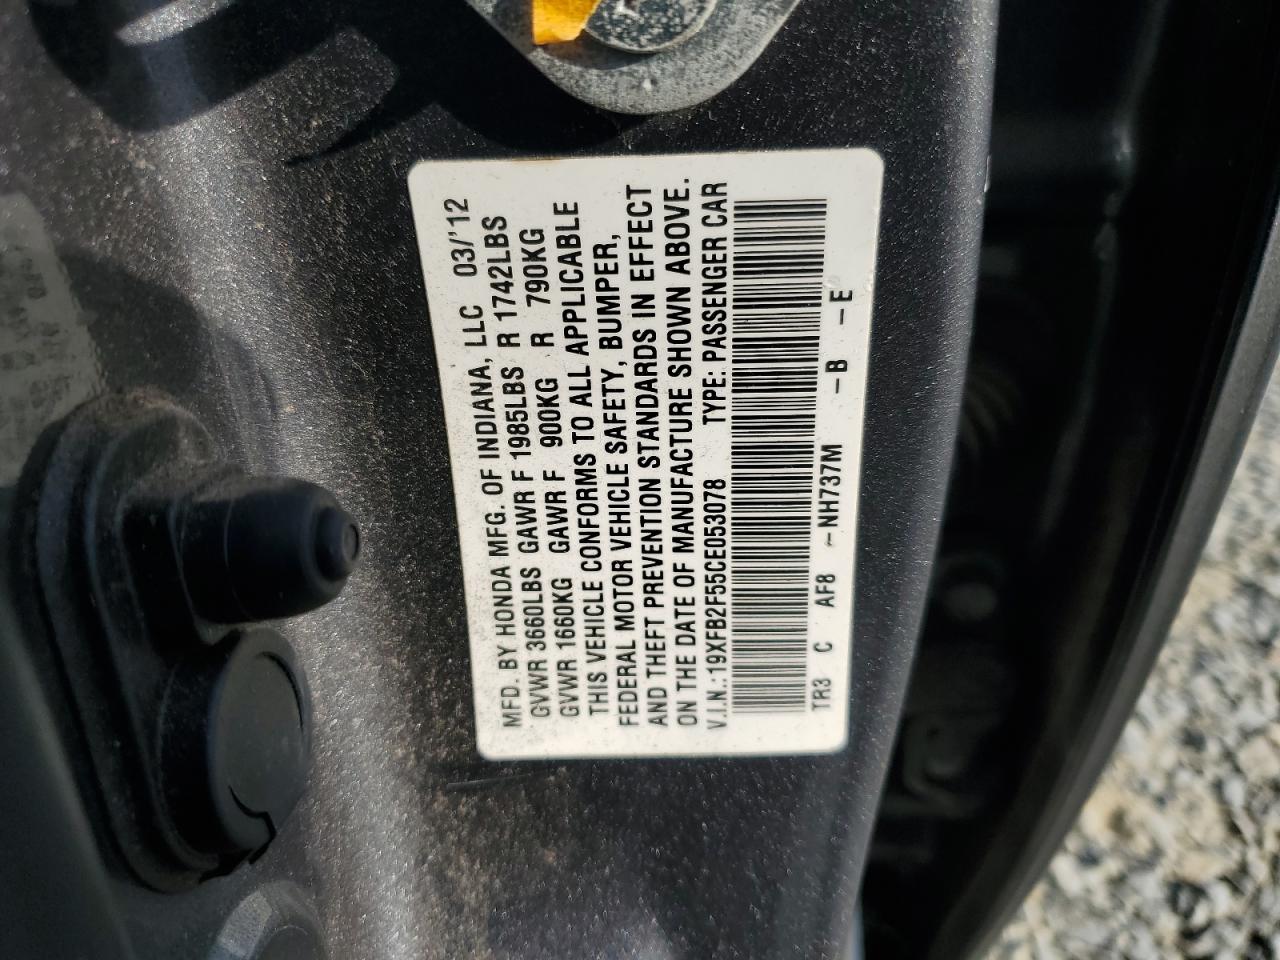 MFD. BY HONDA MFG. OF INDIANA, LLC 03/'12
GVWR 3660LBS GAWR F 1985LBS R 1742LBS
GVWR 1660KG GAWR F 900KG R 790KG
THIS VEHICLE CONFORMS TO ALL APPLICABLE
FEDERAL MOTOR VEHICLE SAFETY, BUMPER,
AND THEFT PREVENTION STANDARDS IN EFFECT
ON THE DATE OF MANUFACTURE SHOWN ABOVE.
V.I.N.:19XFB2F55CE053078 TYPE: PASSENGER CAR
TR3 C AF8 -NH737M -B -E